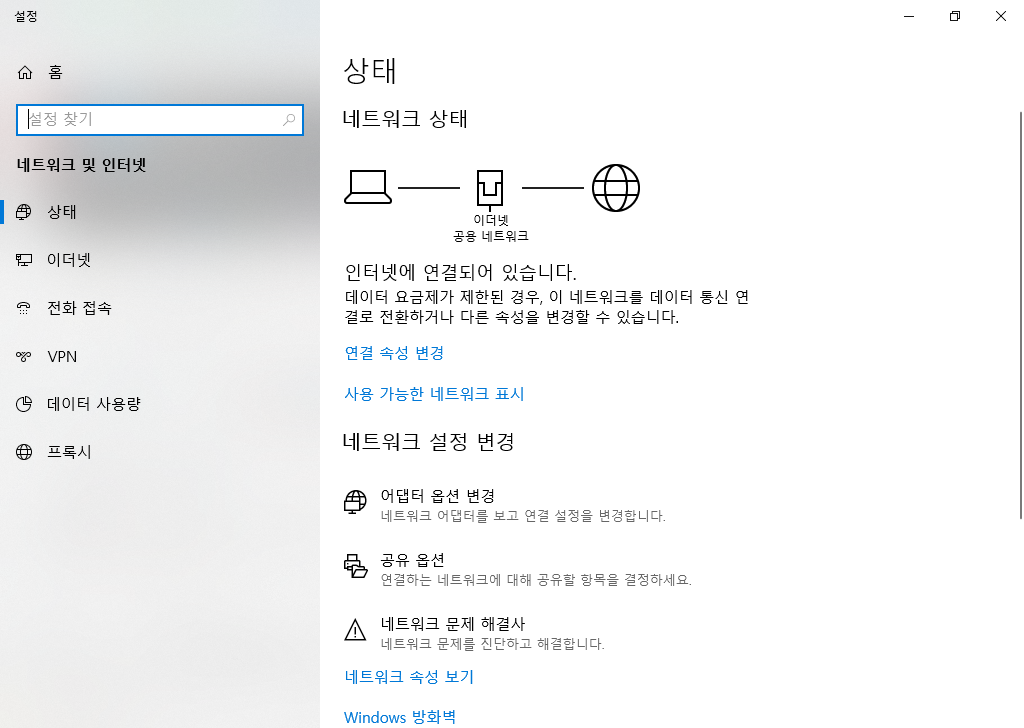 설정
홈
설정 찾기
네트워크 및 인터넷
상태
이더넷
전화 접속
VPN
데이터 사용량
프록시
상태
네트워크 상태
이더넷
공용 네트워크
인터넷에 연결되어 있습니다.
데이터 요금제가 제한된 경우, 이 네트워크를 데이터 통신 연
결로 전환하거나 다른 속성을 변경할 수 있습니다.
연결 속성 변경
사용 가능한 네트워크 표시
네트워크 설정 변경
어댑터 옵션 변경
네트워크 어댑터를 보고 연결 설정을 변경합니다.
공유 옵션
연결하는 네트워크에 대해 공유할 항목을 결정하세요.
네트워크 문제 해결사
네트워크 문제를 진단하고 해결합니다.
네트워크 속성 보기
Windows 방화벽